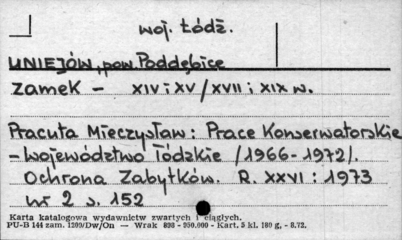 woj. Łódź.
UNIEJÓW, pow. Poddębice
Zamek – XIV i XV / XVII i XIX w.
Pracuta Mieczysław: Prace Konserwatorskie
– województwo łódzkie /1966-1972/.
Ochrona Zabytków. R. XXVI : 1973
nr 2 s. 152
Karta katalogowa wydawnictw zwartych i ciągłych.
PU-B 144 zam. 1209/Dw/On — Wrak 898 - 950.000 - Kart. 5 kl. 180 g. - 8.72.